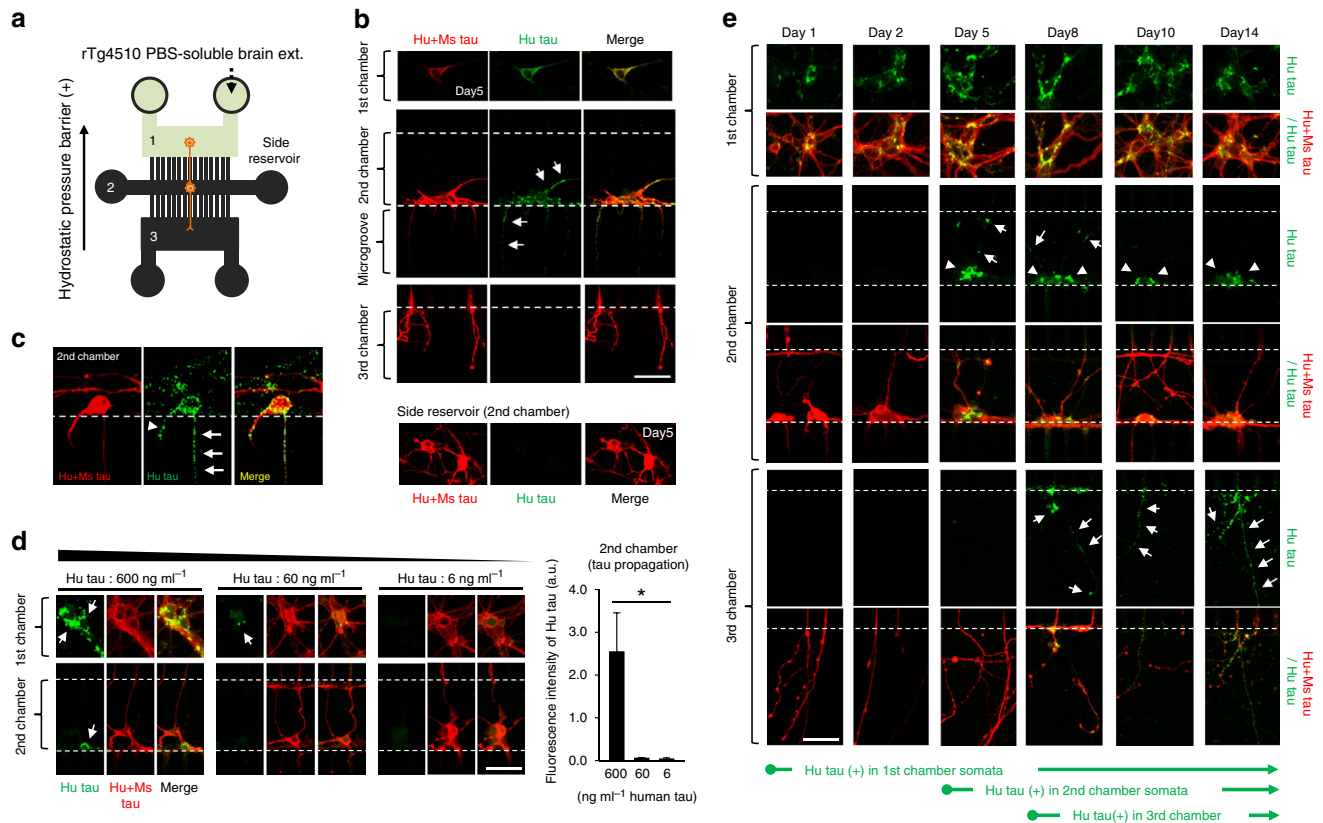 a
rTg4510 PBS-soluble brain ext.
Hydrostatic pressure barrier (+)
1
2
3
Side
reservoir
b
Hu+Ms tau
Hu tau
Merge
1st chamber
Day5
2nd chamber
Microgroove
3rd chamber
Side reservoir (2nd chamber)
Day5
Hu+Ms tau
Hu tau
Merge
c
2nd chamber
Hu+Ms tau
Hu tau
Merge
d
Hu tau : 600 ng ml−1
Hu tau : 60 ng ml−1
Hu tau : 6 ng ml−1
1st chamber
2nd chamber
Hu tau
Hu+Ms
tau
Merge
2nd chamber
(tau propagation)
*
Fluorescence intensity of Hu tau (a.u.)
4.0
3.0
2.0
1.0
0.0
600
60
6
(ng ml−1 human tau)
e
Day 1
Day 2
Day 5
Day8
Day10
Day14
1st chamber
Hu tau
Hu+Ms tau
/ Hu tau
2nd chamber
Hu tau
Hu+Ms tau
/ Hu tau
3rd chamber
Hu tau
Hu+Ms tau
/ Hu tau
Hu tau (+) in 1st chamber somata
Hu tau (+) in 2nd chamber somata
Hu tau(+) in 3rd chamber